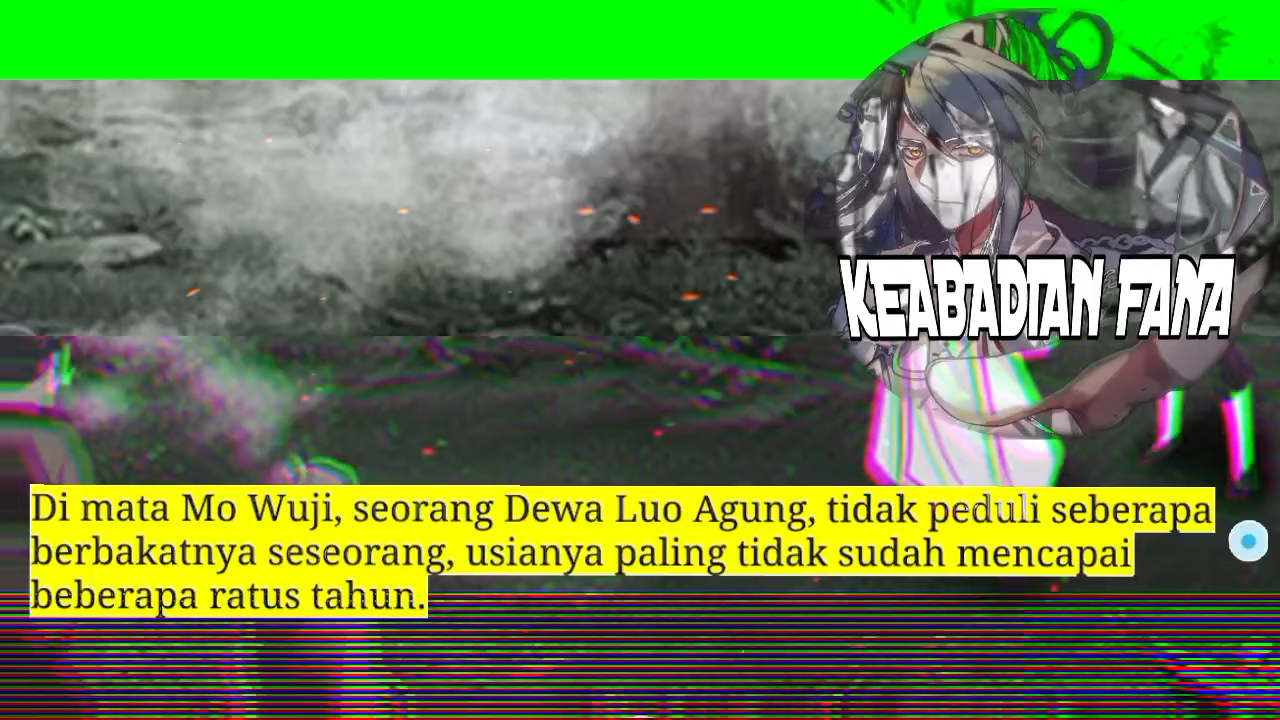 KEABADIAN FANA
Di mata Mo Wuji, seorang Dewa Luo Agung, tidak peduli seberapa
berbakatnya seseorang, usianya paling tidak sudah mencapai
beberapa ratus tahun.